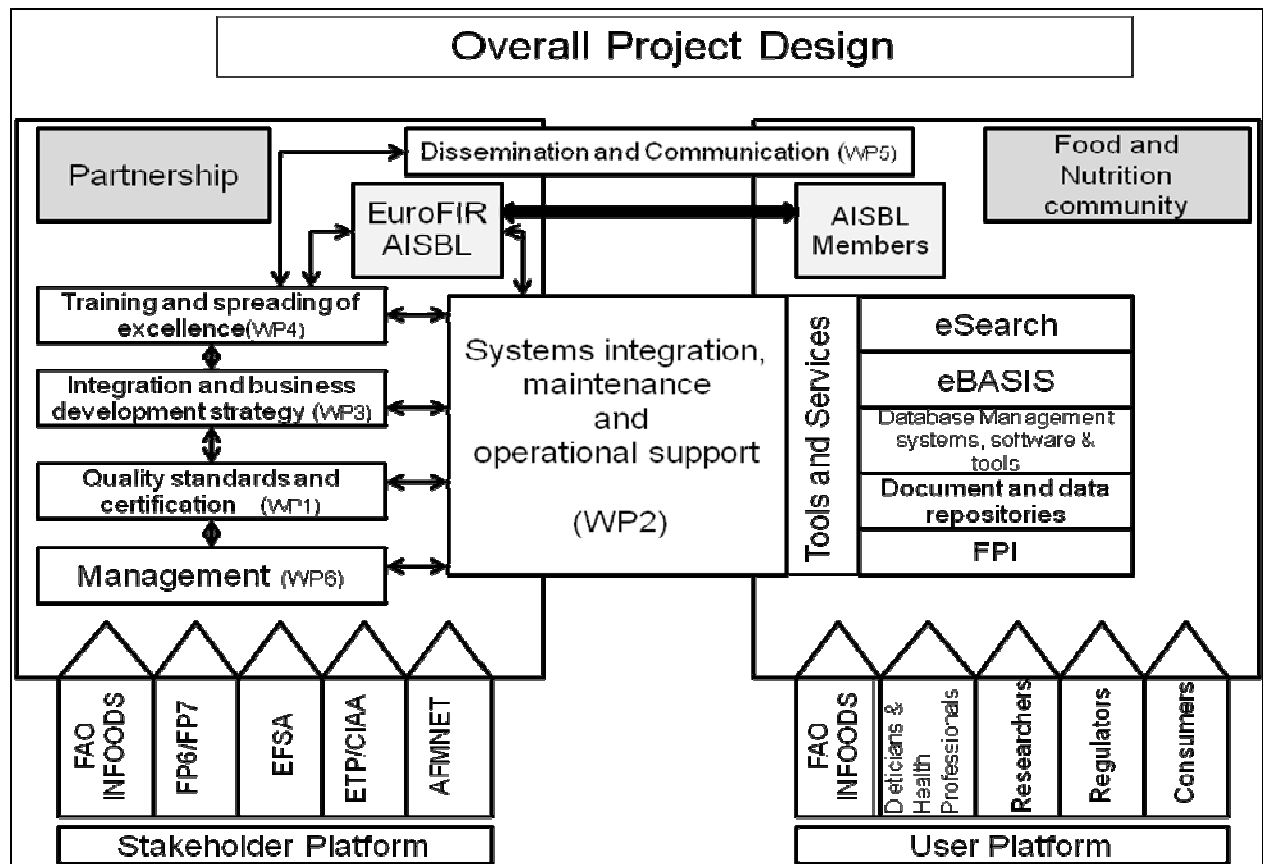 Overall Project Design
Partnership
Dissemination and Communication (WP5)
Food and
Nutrition
community
EuroFIR
AISBL
AISBL
Members
Training and spreading of
excellence(WP4)
Integration and business
development strategy (WP3)
Quality standards and
certification (WP1)
Management (WP6)
Systems integration,
maintenance
and
operational support
(WP2)
Tools and Services
eSearch
eBASIS
Database Management
systems, software &
tools
Document and data
repositories
FPI
FAO
INFOODS
FP6/FP7
EFSA
ETP/CIAA
AFMNET
Stakeholder Platform
FAO
INFOODS
Dieticians &
Health
Professionals
Researchers
Regulators
Consumers
User Platform